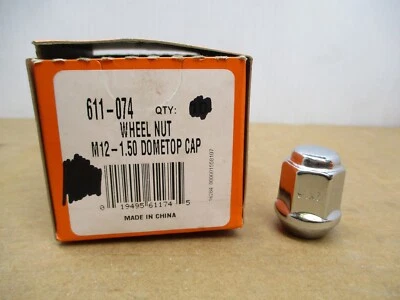 611-074 QTY:
WHEEL NUT
M12-1.50 DOMETOP CAP
0 19495 61174 5
MADE IN CHINA